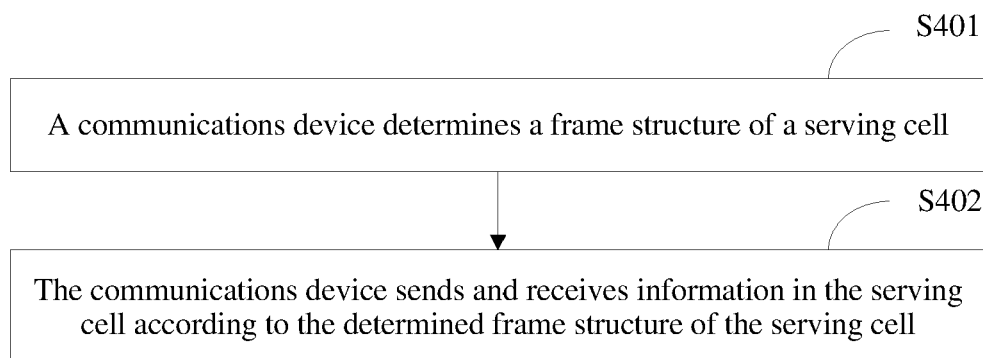 S401
A communications device determines a frame structure of a serving cell
S402
The communications device sends and receives information in the serving
cell according to the determined frame structure of the serving cell